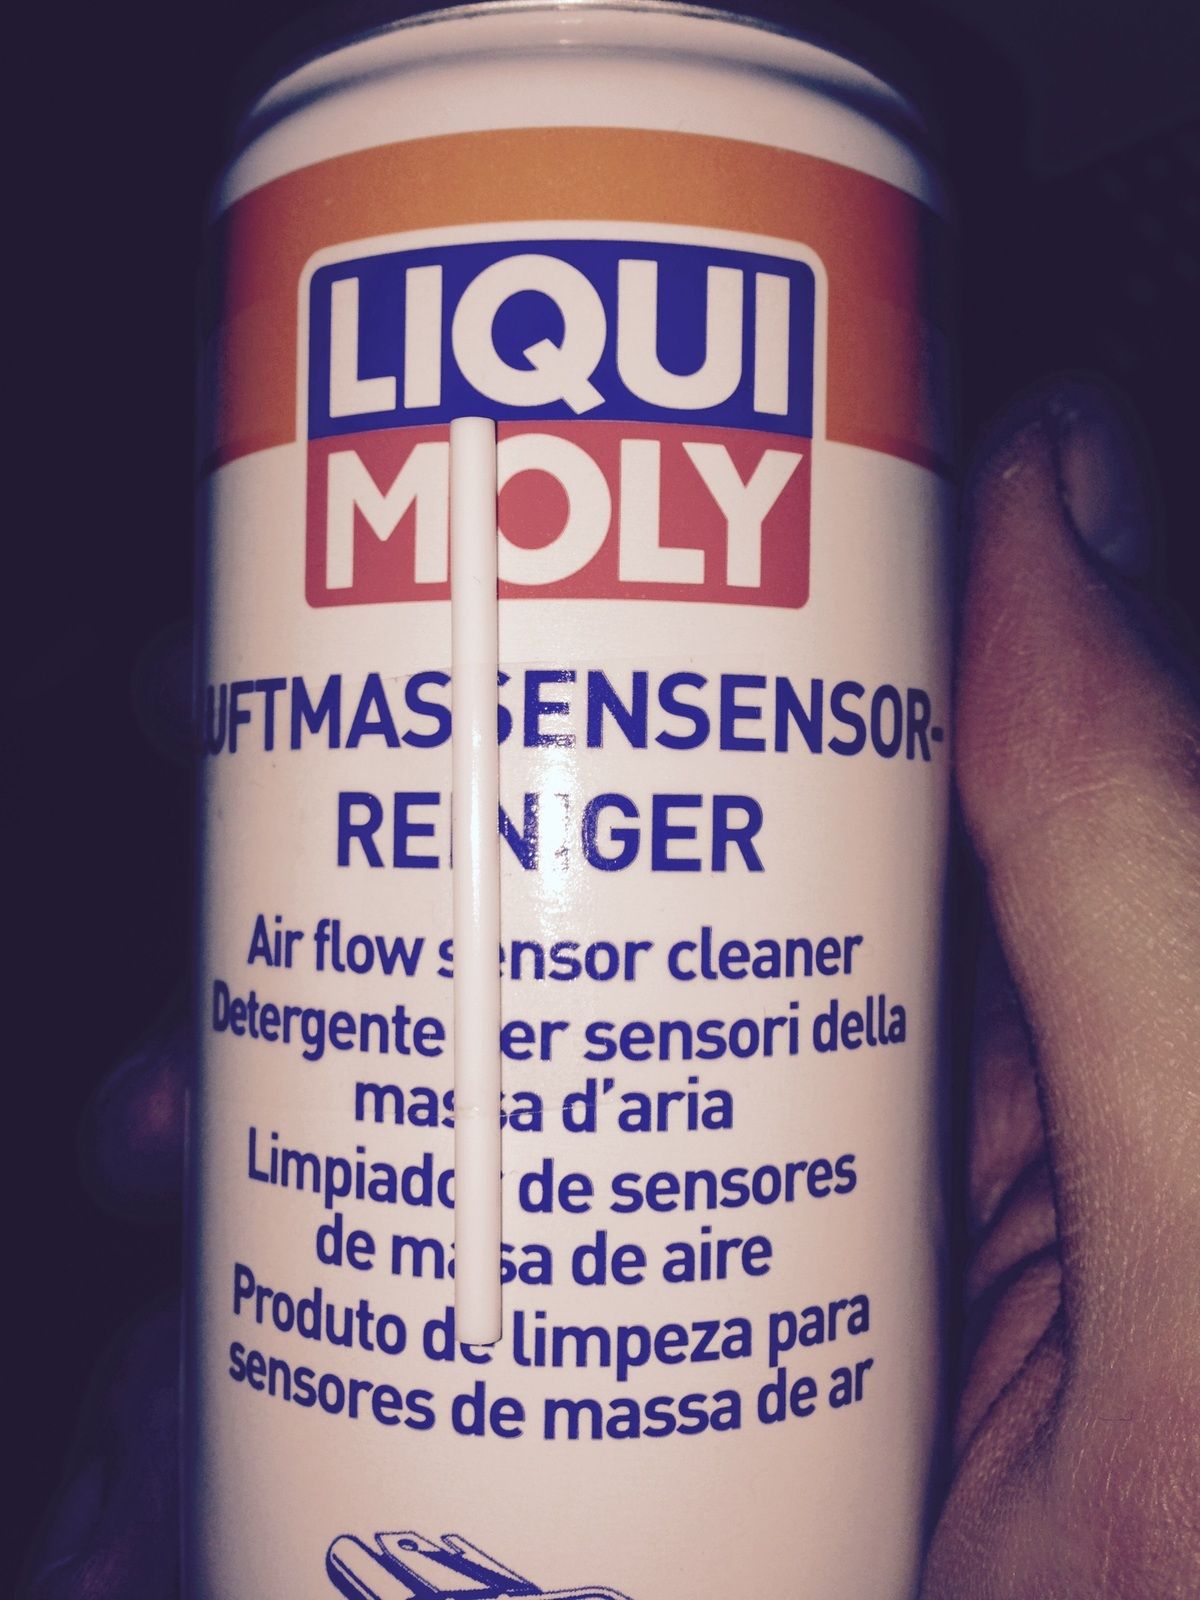 LIQUI
MOLY
LUFTMASSENSENSOR-
REINIGER
Air flow sensor cleaner
Detergente per sensori della
massa d'aria
Limpiador de sensores
de masa de aire
Produto de limpeza para
sensores de massa de ar